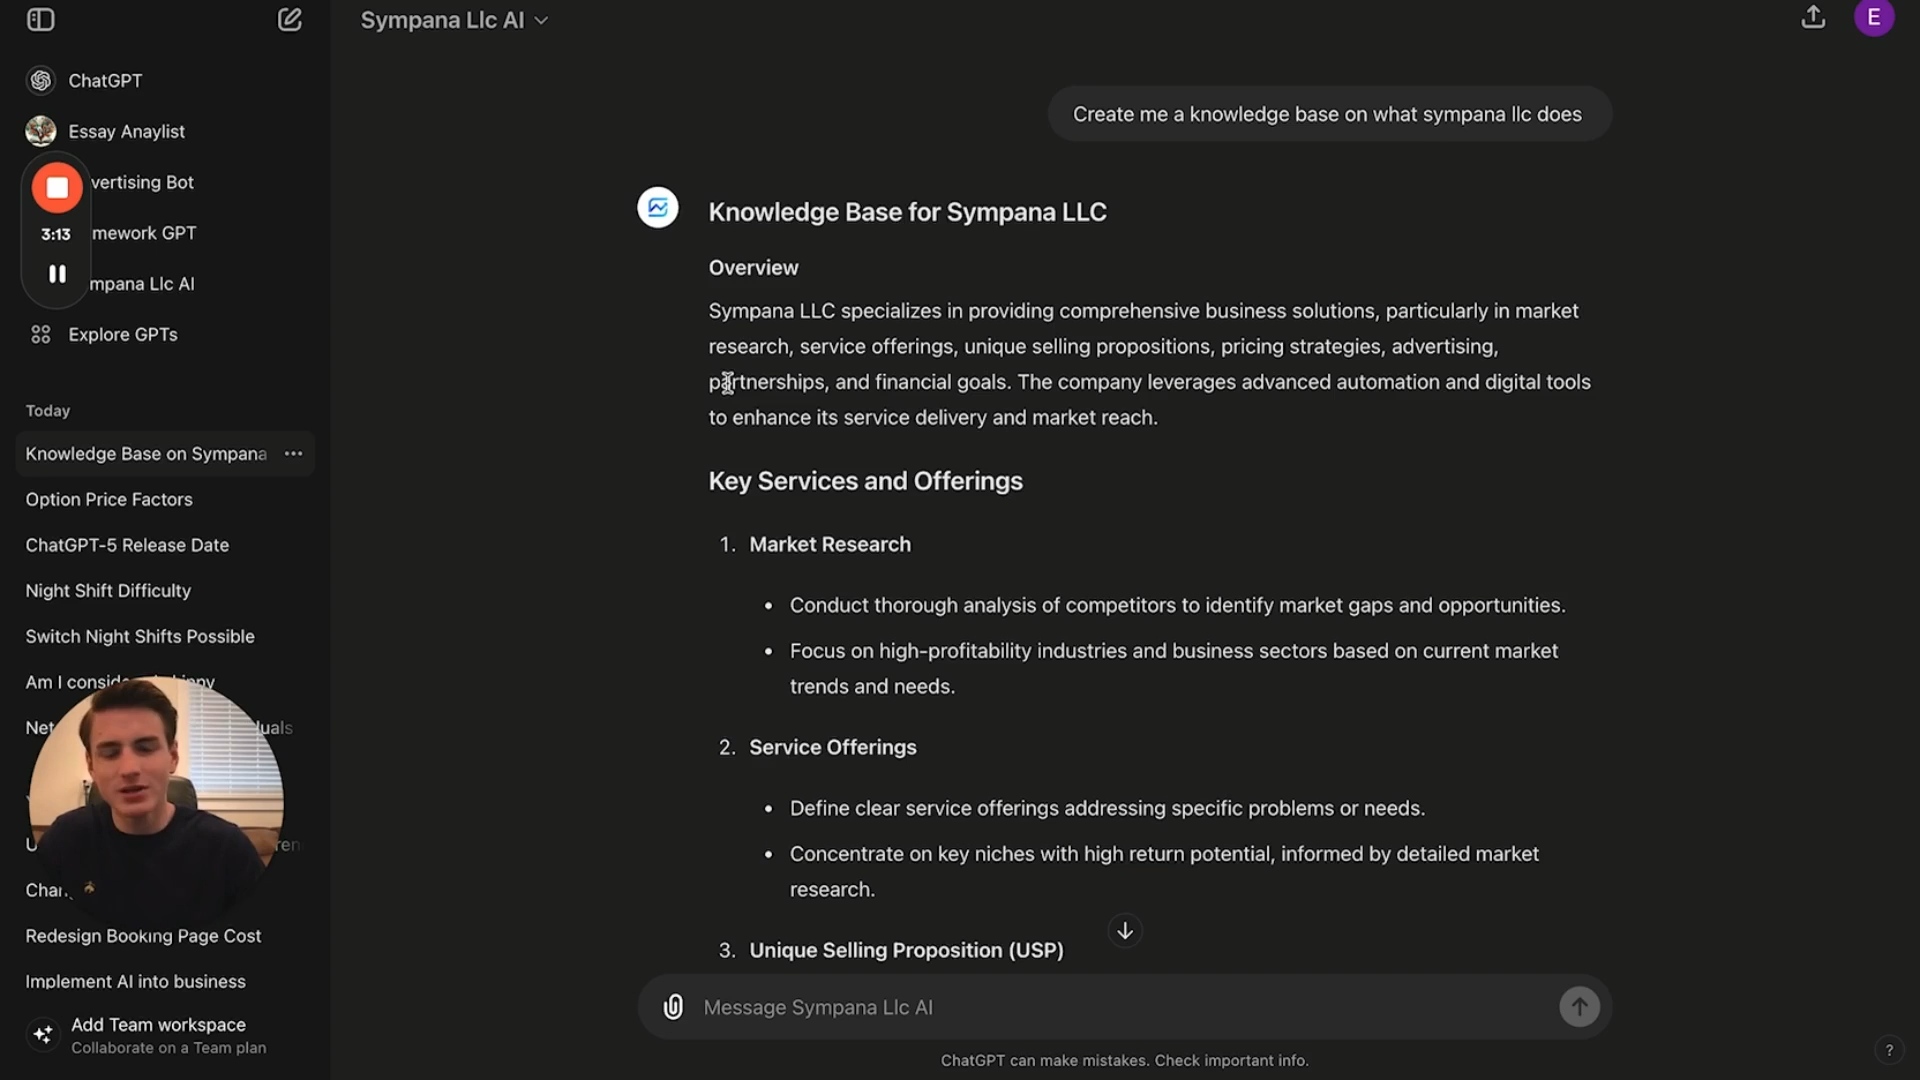 Sympana Llc AI
E
ChatGPT
Essay Anaylist
vertising Bot
3:13
mework GPT
mpana Llc AI
Explore GPTs
Today
Knowledge Base on Sympana
Option Price Factors
ChatGPT-5 Release Date
Night Shift Difficulty
Switch Night Shifts Possible
Am I
Net
uals
Redesign Booking Page Cost
Implement AI into business
Add Team workspace
Collaborate on a Team plan
Create me a knowledge base on what sympana llc does
Knowledge Base for Sympana LLC
Overview
Sympana LLC specializes in providing comprehensive business solutions, particularly in market
research, service offerings, unique selling propositions, pricing strategies, advertising,
partnerships, and financial goals. The company leverages advanced automation and digital tools
to enhance its service delivery and market reach.
Key Services and Offerings
1. Market Research
• Conduct thorough analysis of competitors to identify market gaps and opportunities.
• Focus on high-profitability industries and business sectors based on current market
trends and needs.
2. Service Offerings
• Define clear service offerings addressing specific problems or needs.
• Concentrate on key niches with high return potential, informed by detailed market
research.
3. Unique Selling Proposition (USP)
Message Sympana Llc AI
ChatGPT can make mistakes. Check important info.
?